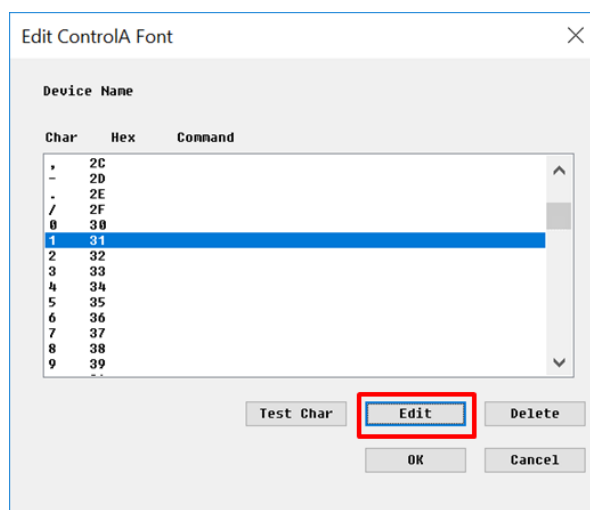 Edit ControlA Font
Device Name
Char Hex Command
, 2C
- 2D
. 2E
/ 2F
0 30
1 31
2 32
3 33
4 34
5 35
6 36
7 37
8 38
9 39
Test Char Edit Delete
OK Cancel